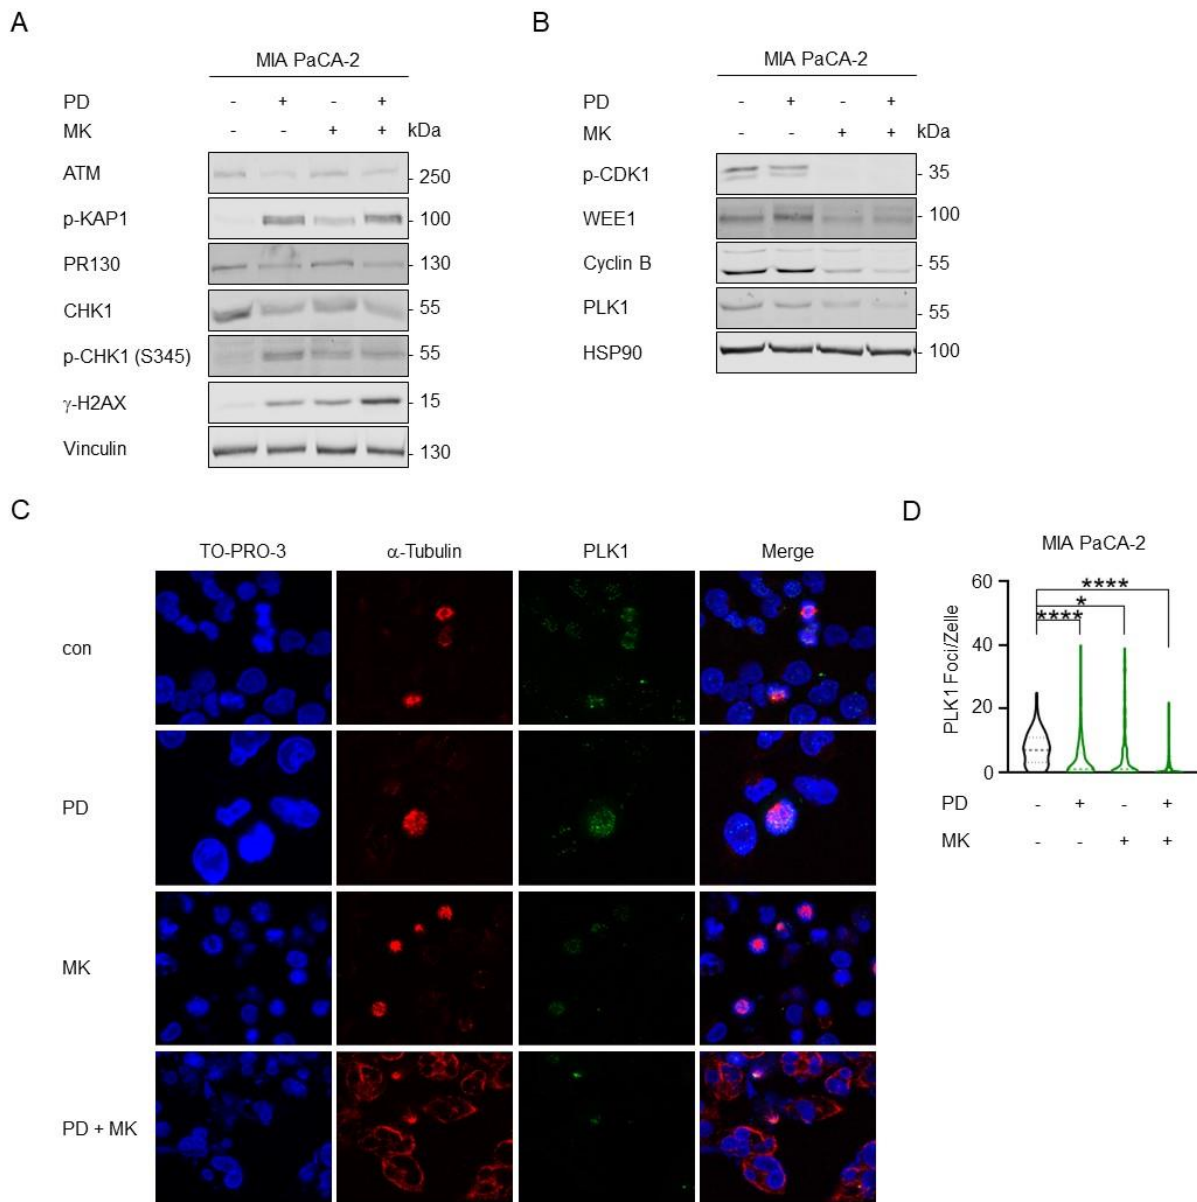 A
MIA PaCA-2
PD - + - +
MK - - + + kDa
ATM - 250
p-KAP1 - 100
PR130 - 130
CHK1 - 55
p-CHK1 (S345) - 55
γ-H2AX - 15
Vinculin - 130
B
MIA PaCA-2
PD - + - +
MK - - + + kDa
p-CDK1 - 35
WEE1 - 100
Cyclin B - 55
PLK1 - 55
HSP90 - 100
C
TO-PRO-3 α-Tubulin PLK1 Merge
con
PD
MK
PD + MK
D
MIA PaCA-2
PLK1 Foci/Zelle
60
40
20
0
****
*
****
PD - + - +
MK - - + +